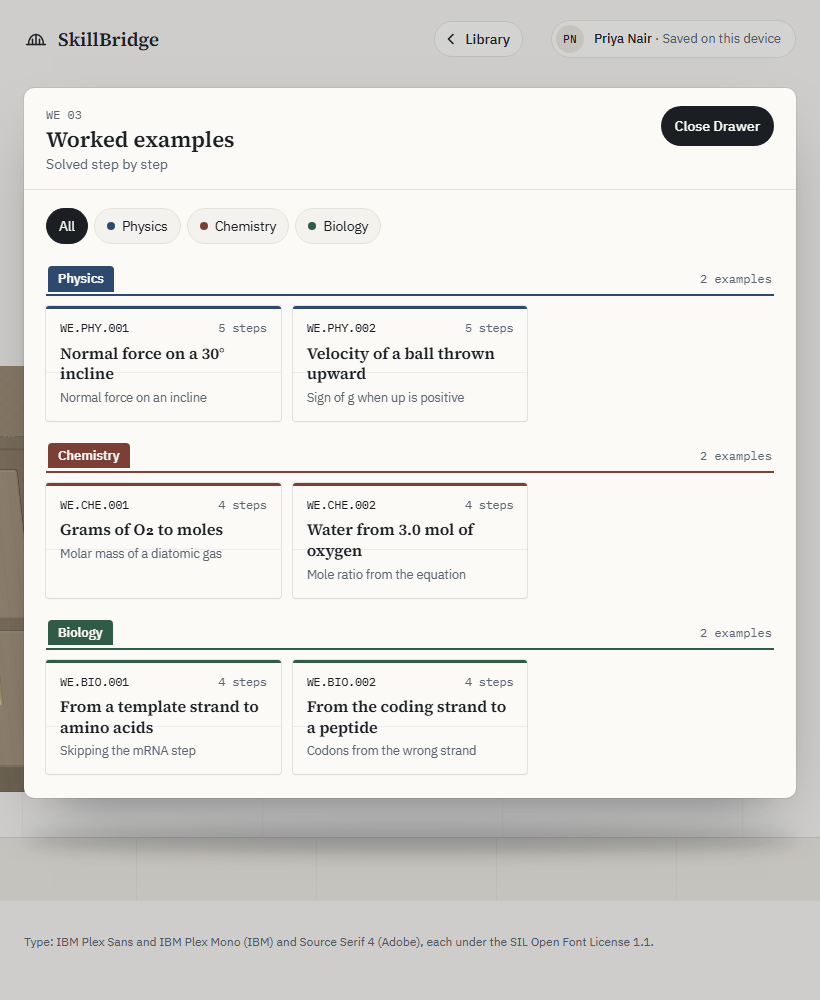 SkillBridge
Library
PN
Priya Nair · Saved on this device
WE 03
Worked examples
Solved step by step
Close Drawer
All
Physics
Chemistry
Biology
Physics
2 examples
WE.PHY.001
5 steps
Normal force on a 30°
incline
Normal force on an incline
WE.PHY.002
5 steps
Velocity of a ball thrown
upward
Sign of g when up is positive
Chemistry
2 examples
WE.CHE.001
4 steps
Grams of O₂ to moles
Molar mass of a diatomic gas
WE.CHE.002
4 steps
Water from 3.0 mol of
oxygen
Mole ratio from the equation
Biology
2 examples
WE.BIO.001
4 steps
From a template strand to
amino acids
Skipping the mRNA step
WE.BIO.002
4 steps
From the coding strand to
a peptide
Codons from the wrong strand
Type: IBM Plex Sans and IBM Plex Mono (IBM) and Source Serif 4 (Adobe), each under the SIL Open Font License 1.1.